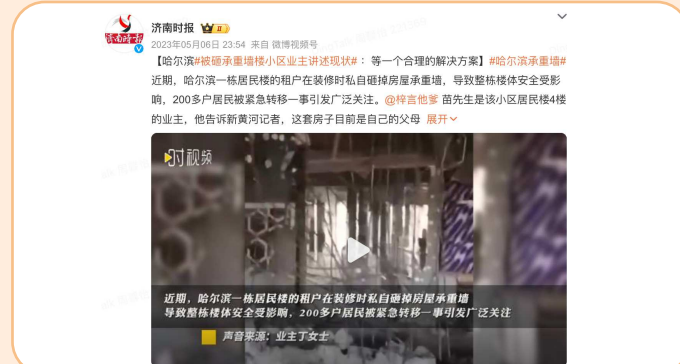 济南时报
济南时报
2023年05月06日 23:54 来自 微博视频号
【哈尔滨#被砸承重墙楼小区业主讲述现状#：等一个合理的解决方案】#哈尔滨承重墙#
近期，哈尔滨一栋居民楼的租户在装修时私自砸掉房屋承重墙，导致整栋楼体安全受影
响，200多户居民被紧急转移一事引发广泛关注。@梓言他爹 苗先生是该小区居民楼4楼
的业主，他告诉新黄河记者，这套房子目前是自己的父母 展开
时视频
近期，哈尔滨一栋居民楼的租户在装修时私自砸掉房屋承重墙
导致整栋楼体安全受影响，200多户居民被紧急转移一事引发广泛关注
声音来源：业主丁女士